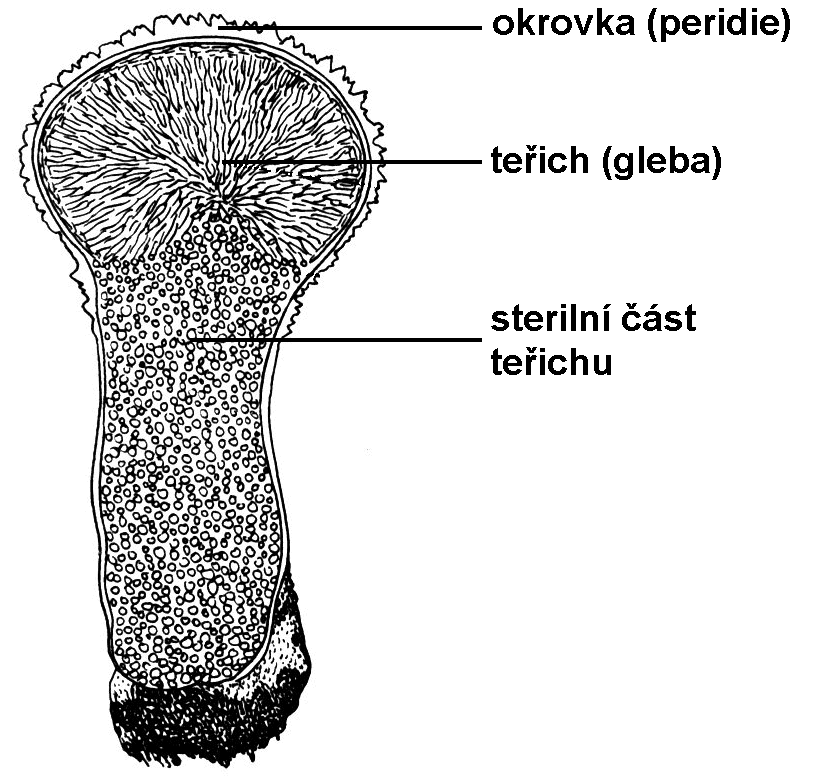 okrovka (peridie)
teřich (gleba)
sterilní část
teřichu